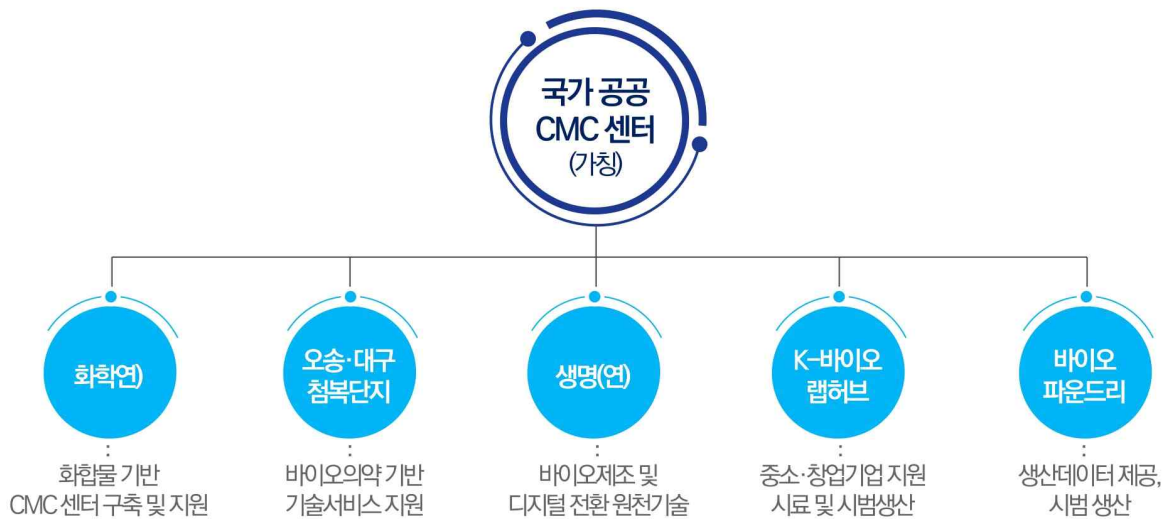 국가 공공
CMC 센터
(가칭)
화학연)
오송·대구
첨복단지
생명(연)
K-바이오
랩허브
바이오
파운드리
화합물 기반
CMC 센터 구축 및 지원
바이오의약 기반
기술서비스 지원
바이오제조 및
디지털 전환 원천기술
중소·창업기업 지원
시료 및 시범생산
생산데이터 제공,
시범 생산